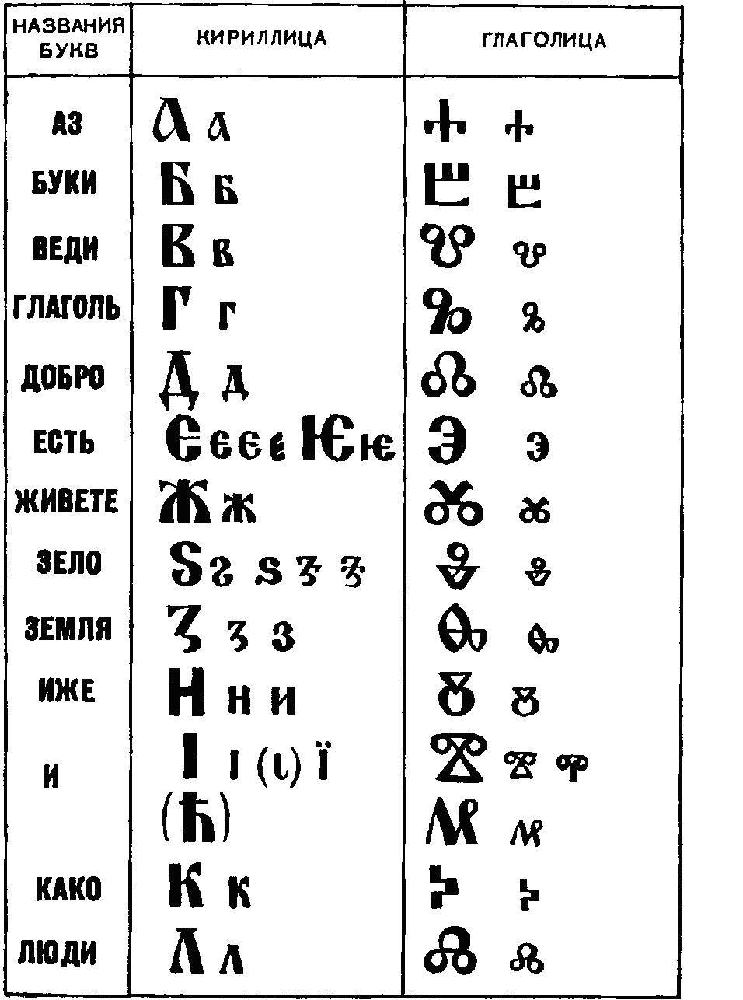 НАЗВАНИЯ БУКВ КИРИЛЛИЦА ГЛАГОЛИЦА
АЗ А а Ⰰ ⰰ
БУКИ Б б Ⰱ ⰱ
ВЕДИ В в Ⰲ ⰲ
ГЛАГОЛЬ Г г Ⰳ ⰳ
ДОБРО Д д Ⰴ ⰴ
ЕСТЬ Є є є Ѥ ѥ Ⰵ ⰵ
ЖИВЕТЕ Ж ж Ⰶ ⰶ
ЗЕЛО Ѕ ѕ Ⰷ ⰷ
ЗЕМЛЯ З з з Ⰸ ⰸ
ИЖЕ Н н и Ⰻ ⰻ
И І і (ι) ї Ⰹ ⰹ
(Ћ) Ⰼ ⰼ
КАКО К к Ⰽ ⰽ
ЛЮДИ Л л Ⰾ ⰾ